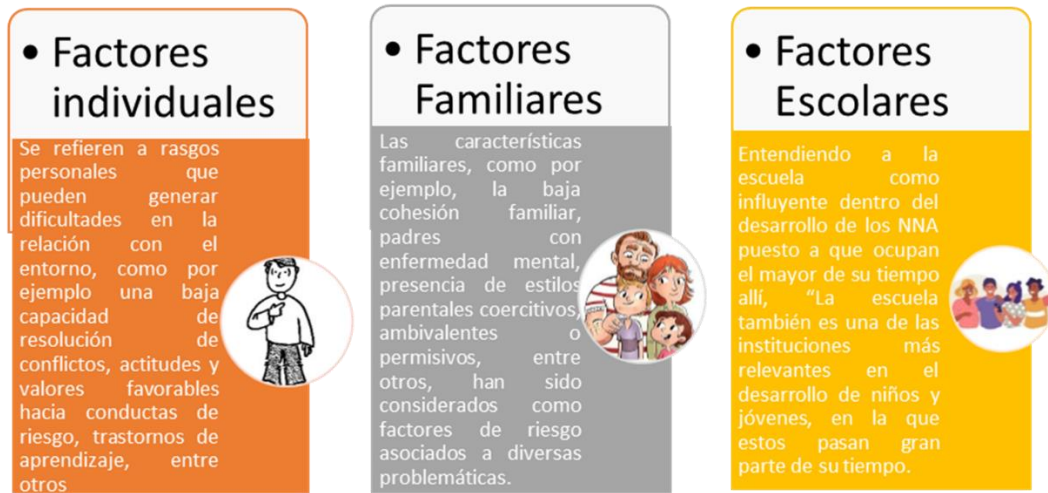 • Factores
individuales
Se refieren a rasgos
personales que
pueden generar
dificultades en la
relación con el
entorno, como por
ejemplo una baja
capacidad de
resolución de
conflictos, actitudes y
valores favorables
hacia conductas de
riesgo, trastornos de
aprendizaje, entre
otros
• Factores
Familiares
Las características
familiares, como por
ejemplo, la baja
cohesión familiar,
padres con
enfermedad mental,
presencia de estilos
parentales coercitivos,
ambivalentes o
permisivos, entre
otros, han sido
considerados como
factores de riesgo
asociados a diversas
problemáticas.
• Factores
Escolares
Entendiendo a la
escuela como
influyente dentro del
desarrollo de los NNA
puesto a que ocupan
el mayor de su tiempo
allí, “La escuela
también es una de las
instituciones más
relevantes en el
desarrollo de niños y
jóvenes, en la que
estos pasan gran
parte de su tiempo.